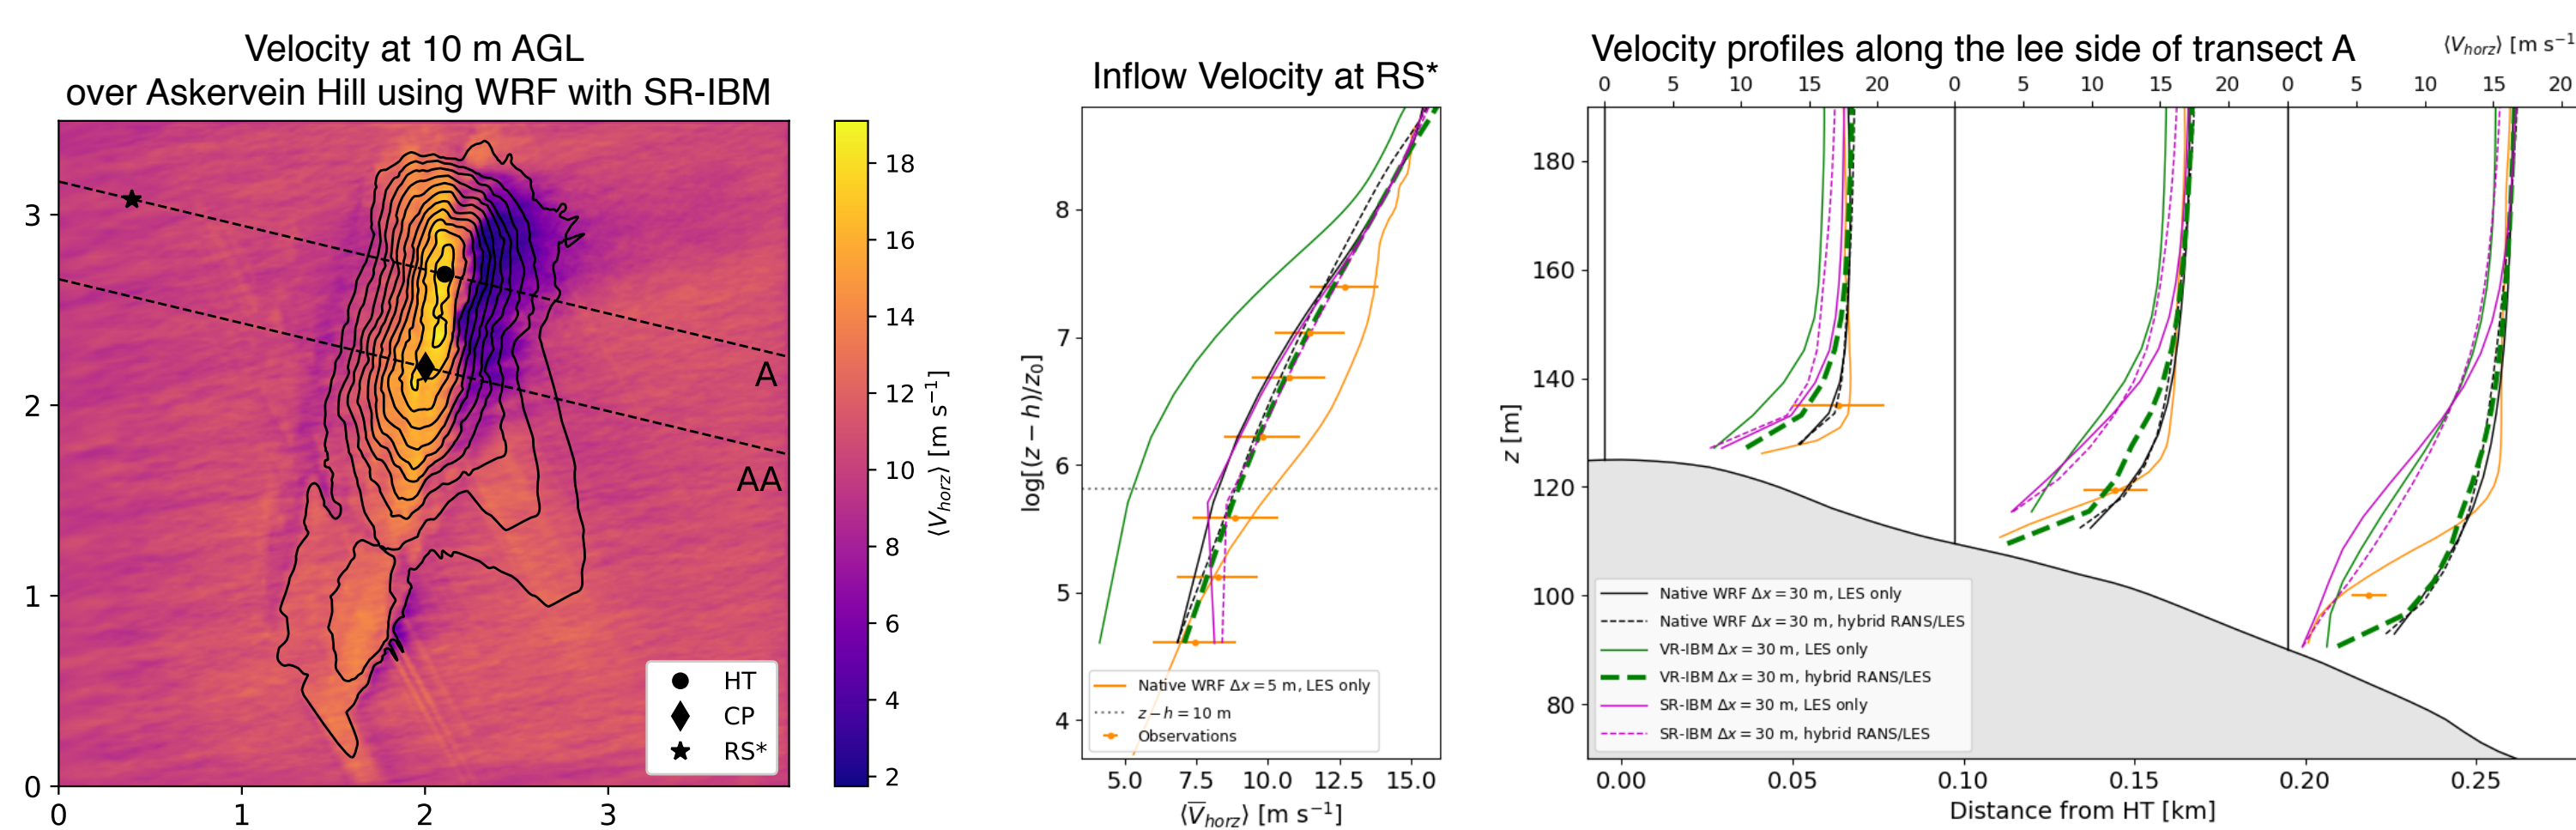 Velocity at 10 m AGL
over Askervein Hill using WRF with SR-IBM
3
2
1
0
0
1
2
3
A
AA
HT
CP
RS*
18
16
14
12
10
8
6
4
2
⟨V_horz⟩ [m s⁻¹]
Inflow Velocity at RS*
8
7
6
5
4
log[(z − h)/z₀]
5.0
7.5
10.0
12.5
15.0
⟨V̅_horz⟩ [m s⁻¹]
Native WRF Δx = 5 m, LES only
z − h = 10 m
Observations
Velocity profiles along the lee side of transect A
⟨V_horz⟩ [m s⁻¹
0
5
10
15
20
0
5
10
15
20
0
5
10
15
20
180
160
140
120
100
80
z [m]
Native WRF Δx = 30 m, LES only
Native WRF Δx = 30 m, hybrid RANS/LES
VR-IBM Δx = 30 m, LES only
VR-IBM Δx = 30 m, hybrid RANS/LES
SR-IBM Δx = 30 m, LES only
SR-IBM Δx = 30 m, hybrid RANS/LES
0.00
0.05
0.10
0.15
0.20
0.25
Distance from HT [km]